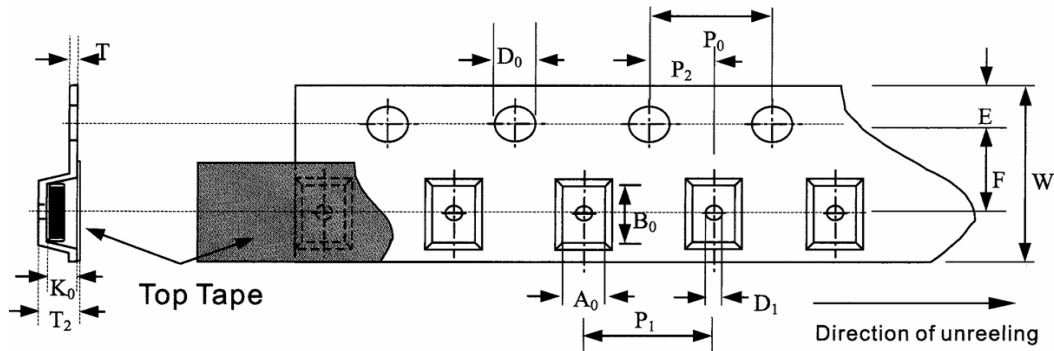 T
D₀
P₀
P₂
E
F
W
B₀
K₀
Top Tape
A₀
D₁
T₂
P₁
Direction of unreeling